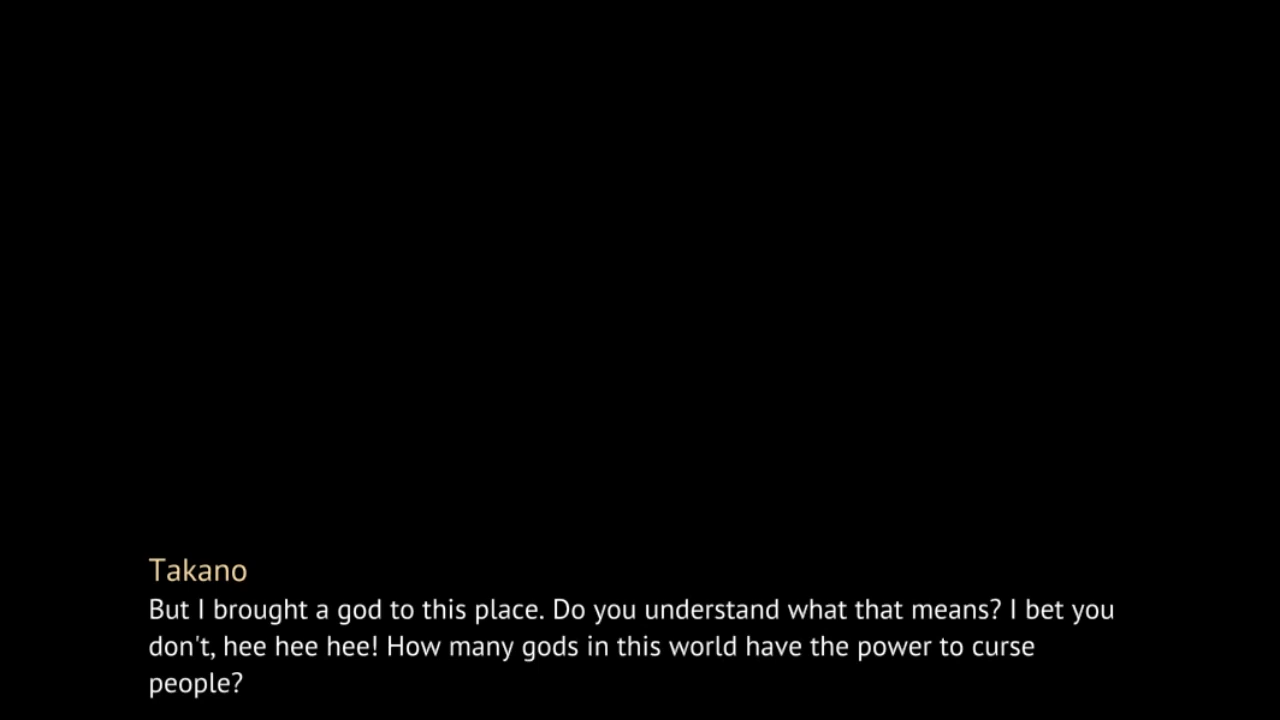 Takano
But I brought a god to this place. Do you understand what that means? I bet you
don't, hee hee hee! How many gods in this world have the power to curse
people?